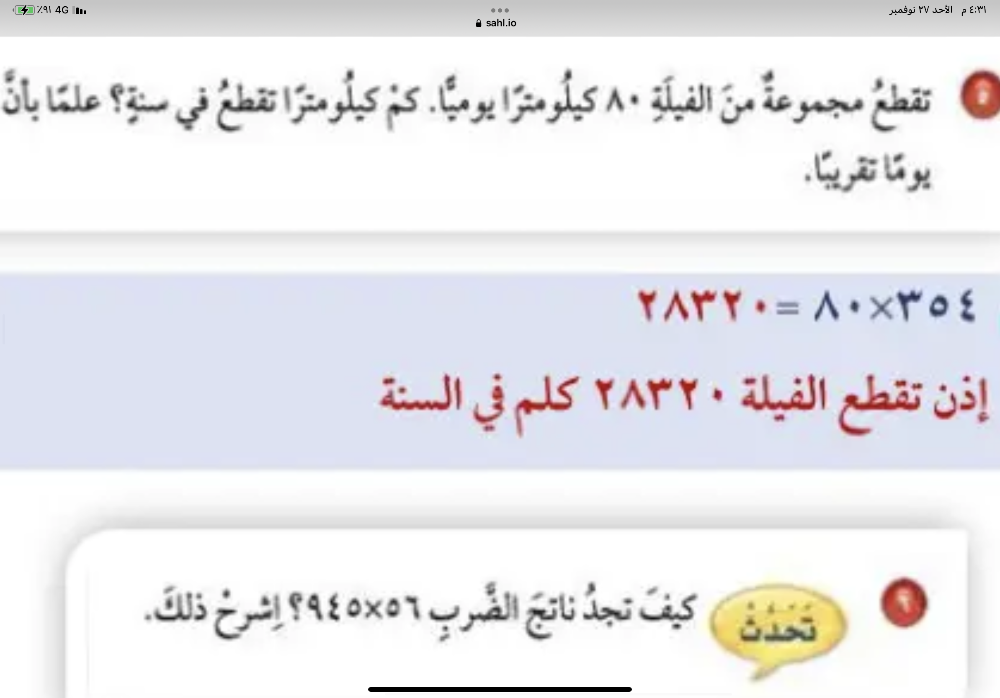 ٤:٣١ م الأحد ٢٧ نوفمبر
٪٩١ 4G
sahl.io
تقطعُ مجموعةٌ منَ الفيلَةِ ٨٠ كيلُومترًا يوميًّا. كمْ كيلُومترًا تقطعُ في سنةٍ؟ علمًا بأنَّ
يومًا تقريبًا.
٣٥٤×٨٠ = ٢٨٣٢٠
إذن تقطع الفيلة ٢٨٣٢٠ كلم في السنة
تَحَدَّثْ كيفَ تجدُ ناتجَ الضَّربِ ٥٦×٩٤٥؟ اِشرحْ ذلكَ.